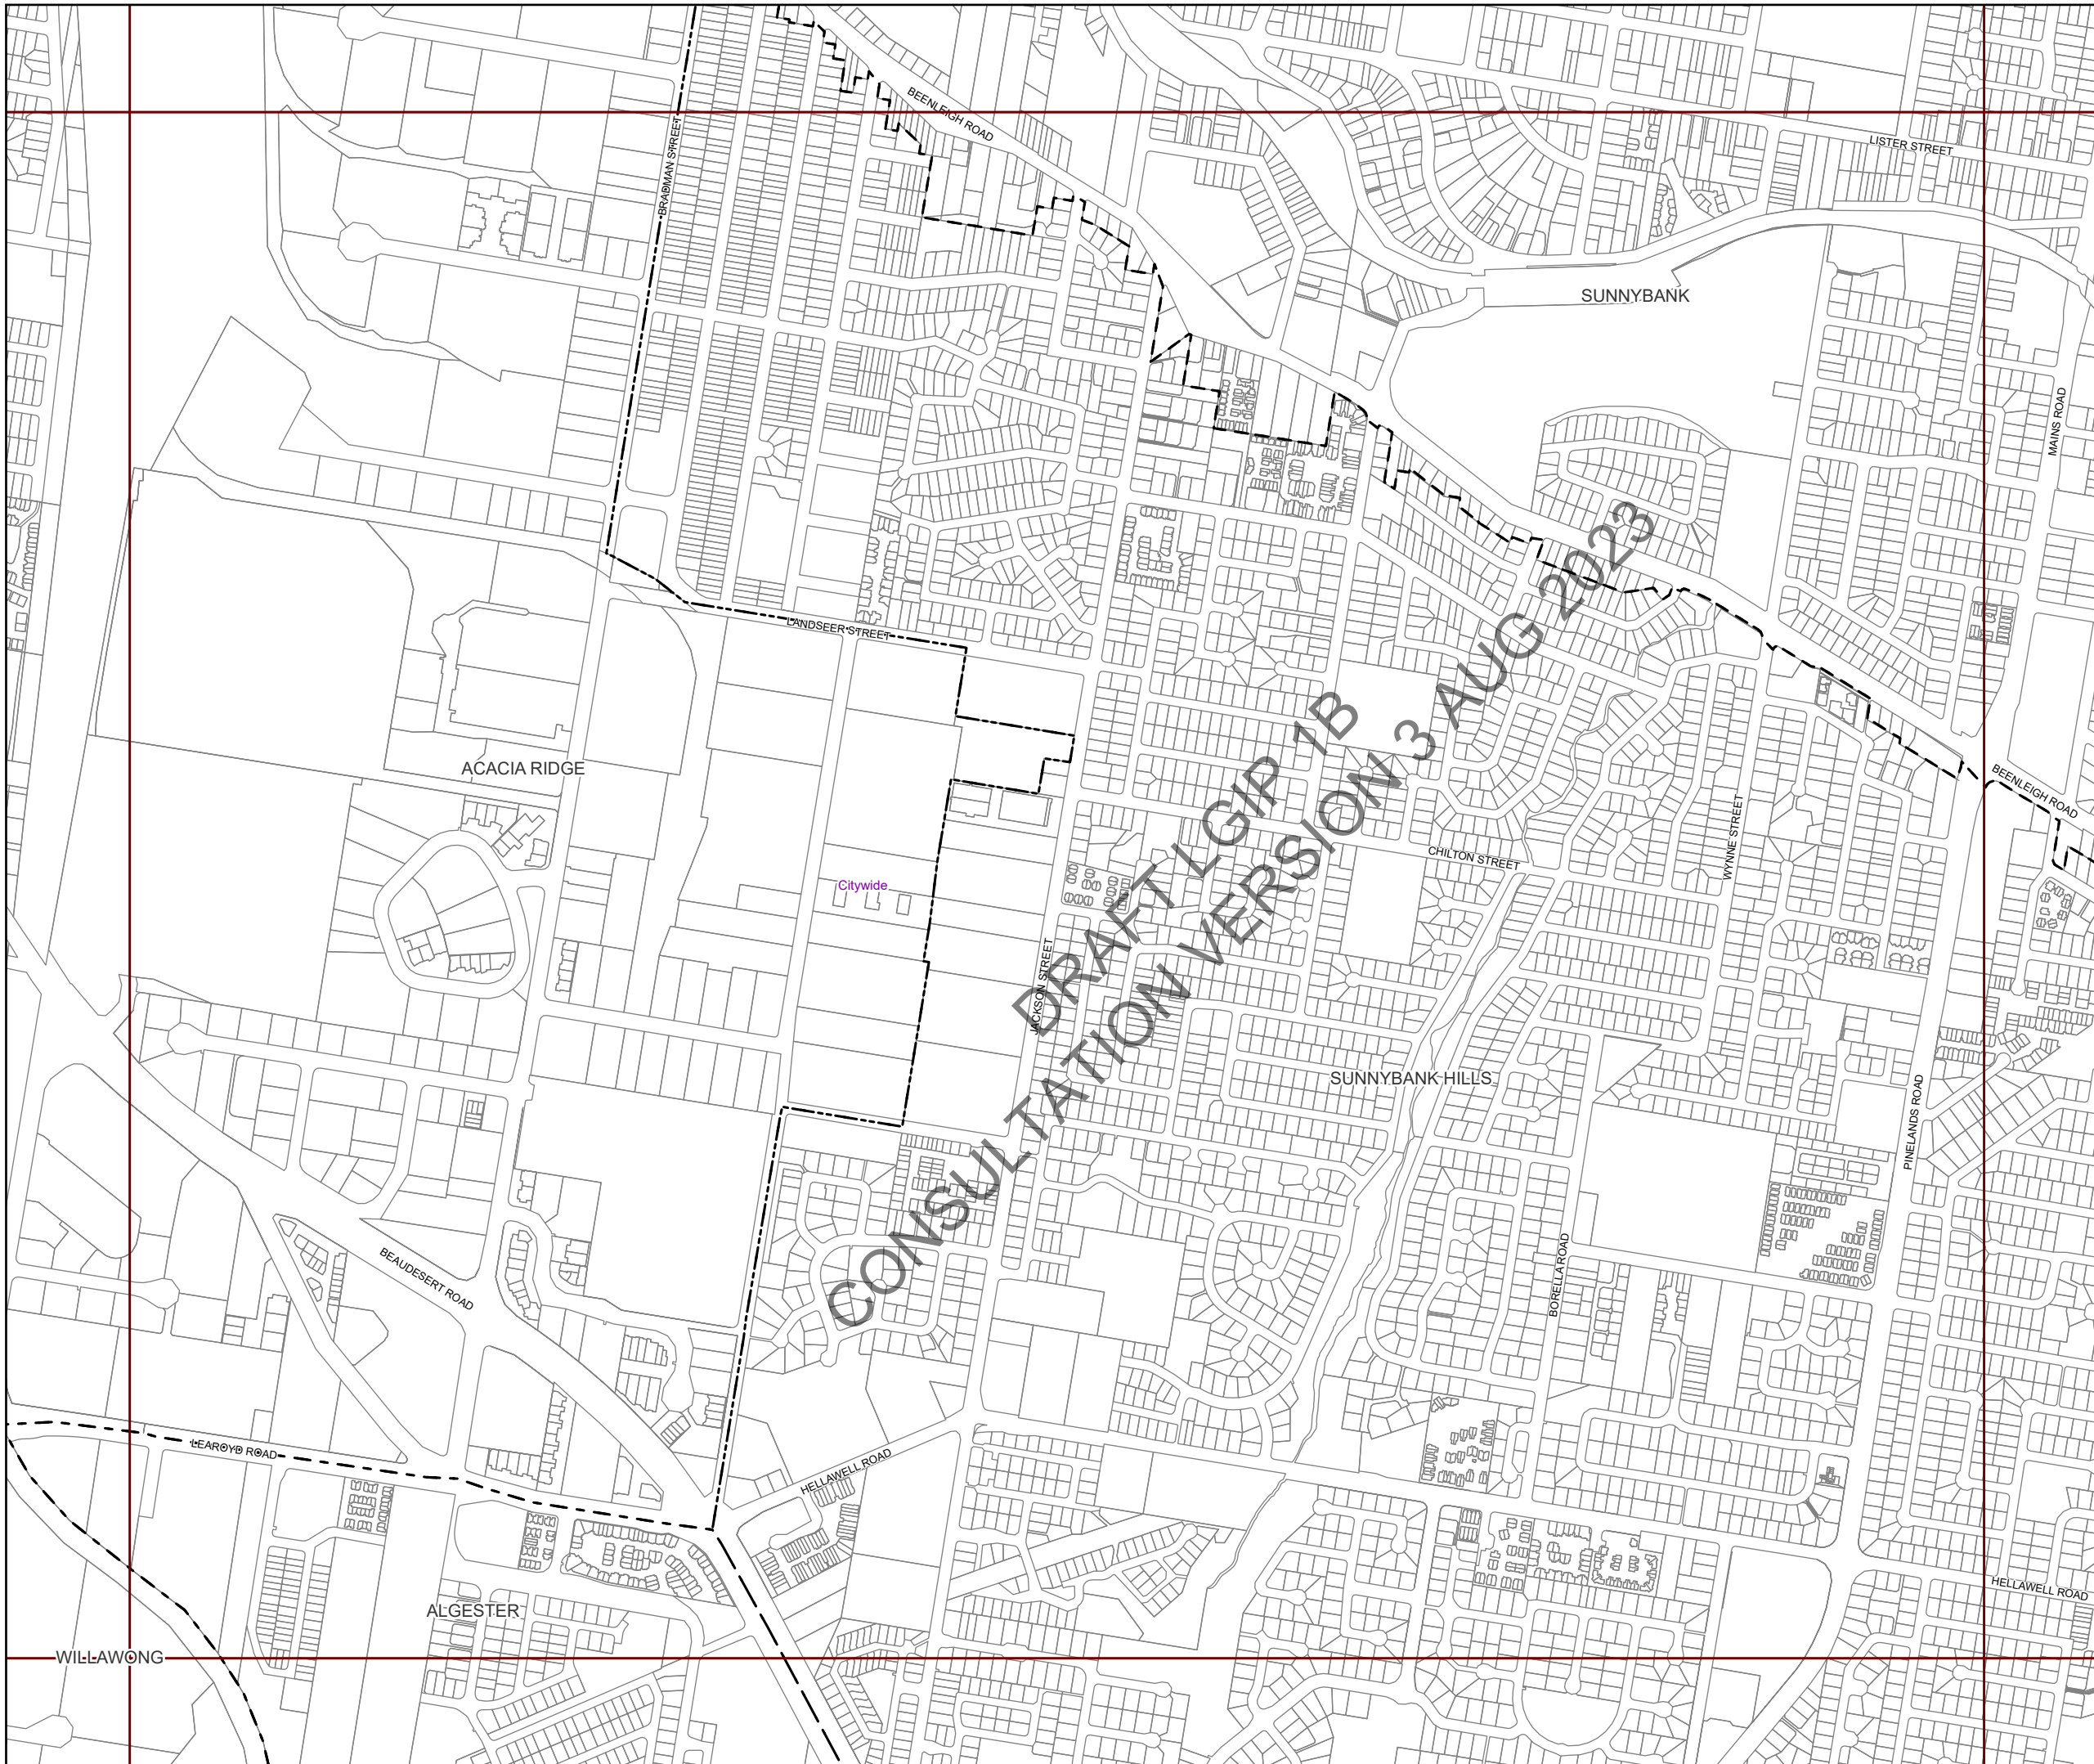 BEENLEIGH ROAD
BRADMAN STREET
LISTER STREET
SUNNYBANK
MAINS ROAD
LANDSEER STREET
ACACIA RIDGE
BEENLEIGH ROAD
WYNNE STREET
CHILTON STREET
Citywide
JACKSON STREET
DRAFT LGIP 1B
CONSULTATION VERSION 3 AUG 2023
SUNNYBANK HILLS
PINELANDS ROAD
BEAUDESERT ROAD
BORELLA ROAD
LEAROYD ROAD
HELLAWELL ROAD
HELLAWELL ROAD
ALGESTER
WILLAWONG